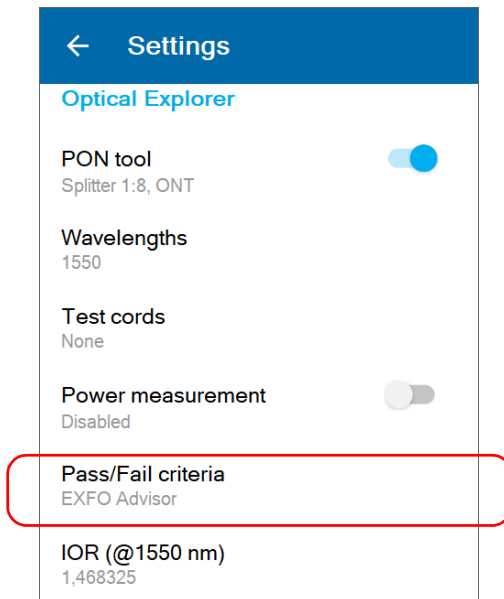 Settings
Optical Explorer
PON tool
Splitter 1:8, ONT
Wavelengths
1550
Test cords
None
Power measurement
Disabled
Pass/Fail criteria
EXFO Advisor
IOR (@1550 nm)
1,468325